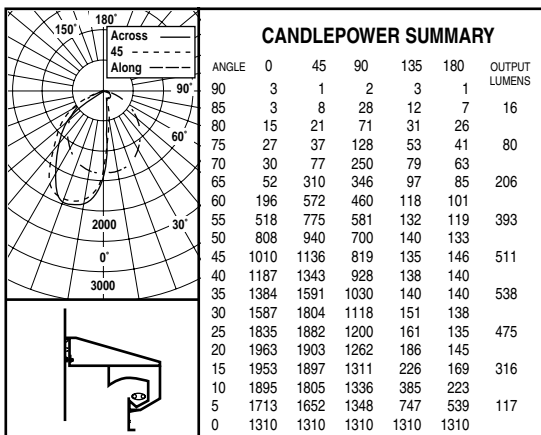 180˚
150˚
Across
45
Along
90˚
60˚
30˚
2000
0˚
3000
CANDLEPOWER SUMMARY
ANGLE 0 45 90 135 180 OUTPUT
LUMENS
90 3 1 2 3 1
85 3 8 28 12 7 16
80 15 21 71 31 26
75 27 37 128 53 41 80
70 30 77 250 79 63
65 52 310 346 97 85 206
60 196 572 460 118 101
55 518 775 581 132 119 393
50 808 940 700 140 133
45 1010 1136 819 135 146 511
40 1187 1343 928 138 140
35 1384 1591 1030 140 140 538
30 1587 1804 1118 151 138
25 1835 1882 1200 161 135 475
20 1963 1903 1262 186 145
15 1953 1897 1311 226 169 316
10 1895 1805 1336 385 223
5 1713 1652 1348 747 539 117
0 1310 1310 1310 1310 1310